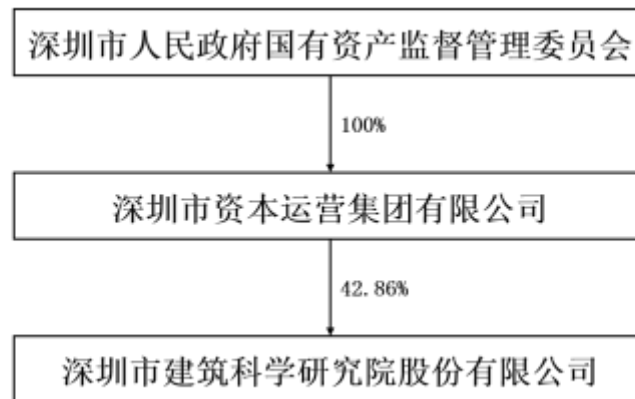 深圳市人民政府国有资产监督管理委员会
100%
深圳市资本运营集团有限公司
42.86%
深圳市建筑科学研究院股份有限公司